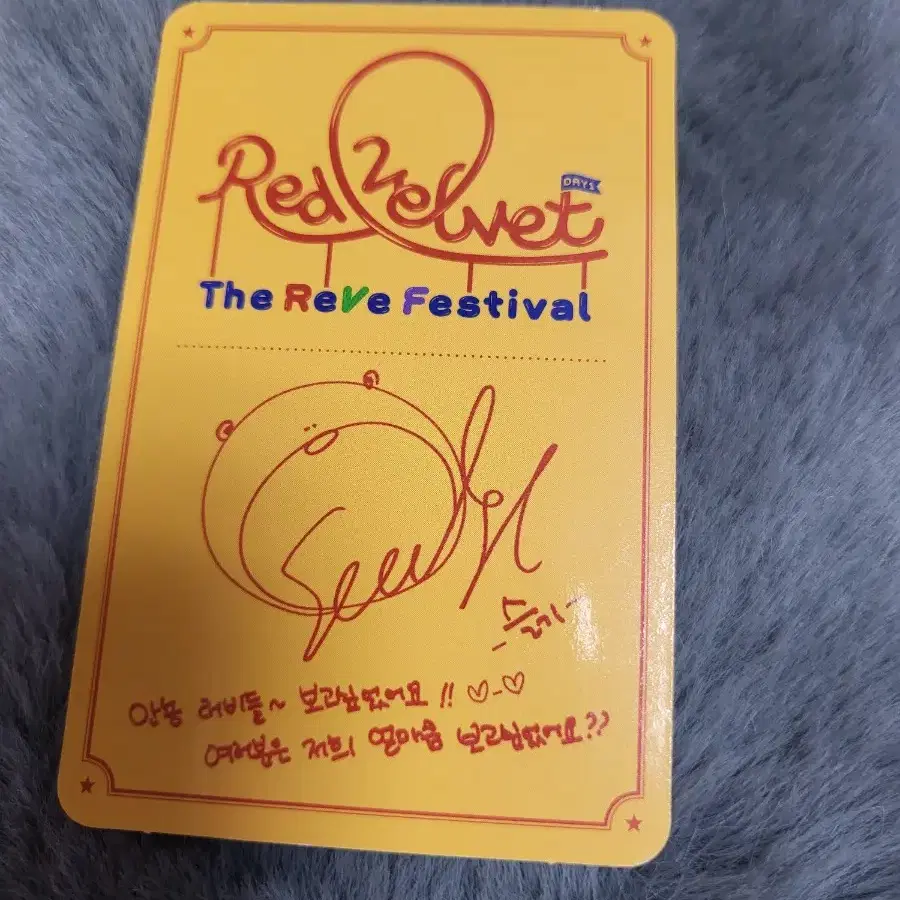 Red Velvet
DAYS
The ReVe Festival
Seulgi
-슬기-
앙뇽 러비들~ 보고싶었어요!! ♡-♡
여러분은 저희 얼마큼 보고싶었어요??